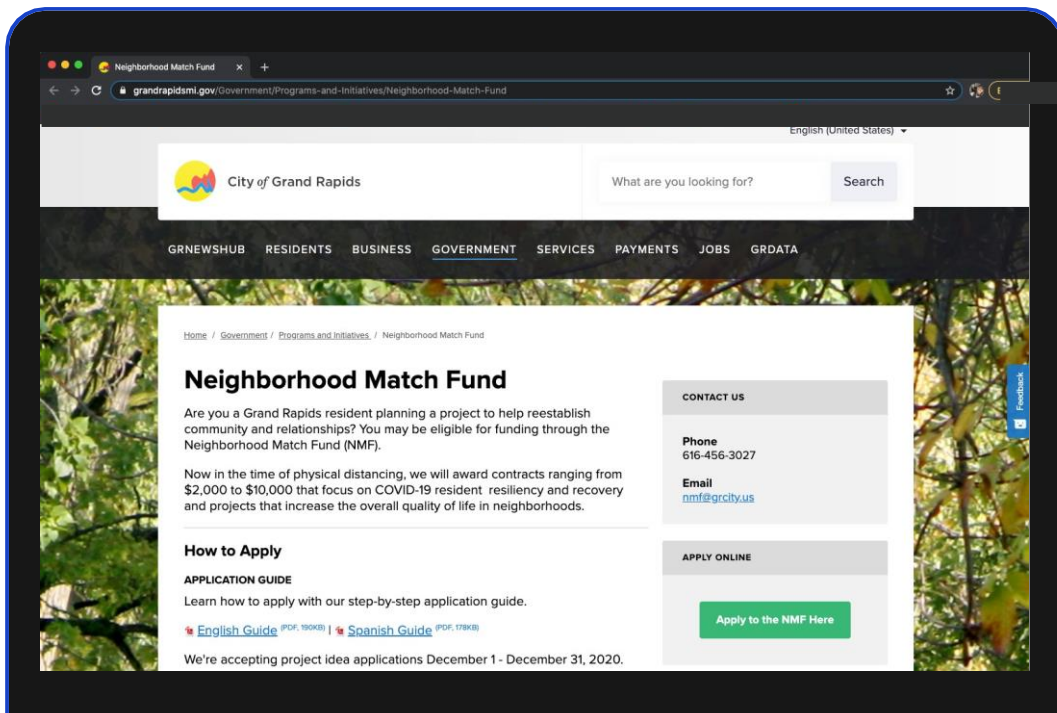 Neighborhood Match Fund
grandrapidsmi.gov/Government/Programs-and-Initiatives/Neighborhood-Match-Fund
English (United States)
City of Grand Rapids
What are you looking for?
Search
GRNEWSHUB RESIDENTS BUSINESS GOVERNMENT SERVICES PAYMENTS JOBS GRDATA
Home / Government / Programs and Initiatives / Neighborhood Match Fund
Neighborhood Match Fund
Are you a Grand Rapids resident planning a project to help reestablish
community and relationships? You may be eligible for funding through the
Neighborhood Match Fund (NMF).
Now in the time of physical distancing, we will award contracts ranging from
$2,000 to $10,000 that focus on COVID-19 resident resiliency and recovery
and projects that increase the overall quality of life in neighborhoods.
How to Apply
APPLICATION GUIDE
Learn how to apply with our step-by-step application guide.
English Guide (PDF, 190KB) | Spanish Guide (PDF, 178KB)
We're accepting project idea applications December 1 - December 31, 2020.
CONTACT US
Phone
616-456-3027
Email
nmf@grcity.us
APPLY ONLINE
Apply to the NMF Here
Feedback